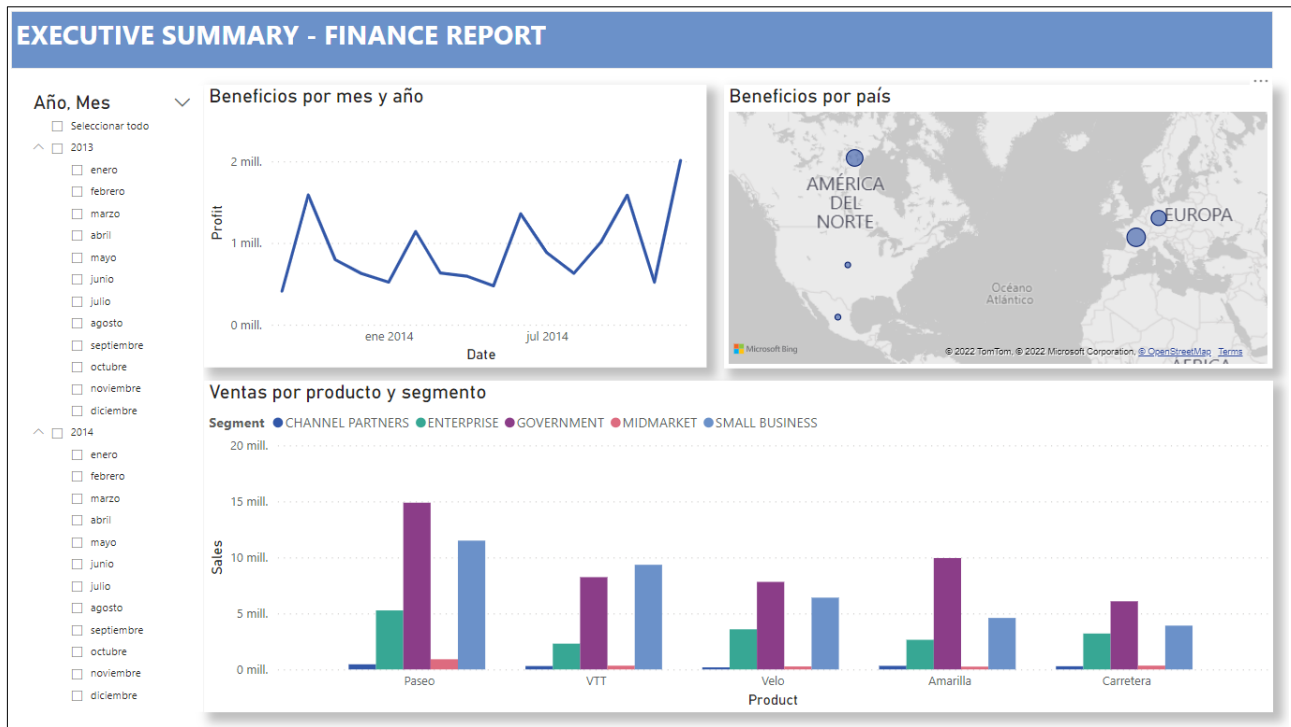 EXECUTIVE SUMMARY - FINANCE REPORT
Año, Mes
Seleccionar todo
2013
enero
febrero
marzo
abril
mayo
junio
julio
agosto
septiembre
octubre
noviembre
diciembre
2014
enero
febrero
marzo
abril
mayo
junio
julio
agosto
septiembre
octubre
noviembre
diciembre
Beneficios por mes y año
Profit
2 mill.
1 mill.
0 mill.
ene 2014
jul 2014
Date
Beneficios por país
AMÉRICA
DEL
NORTE
EUROPA
Océano
Atlántico
ÁFRICA
Microsoft Bing
© 2022 TomTom, © 2022 Microsoft Corporation, © OpenStreetMap Terms
Ventas por producto y segmento
Segment CHANNEL PARTNERS ENTERPRISE GOVERNMENT MIDMARKET SMALL BUSINESS
Sales
20 mill.
15 mill.
10 mill.
5 mill.
0 mill.
Paseo
VTT
Velo
Amarilla
Carretera
Product